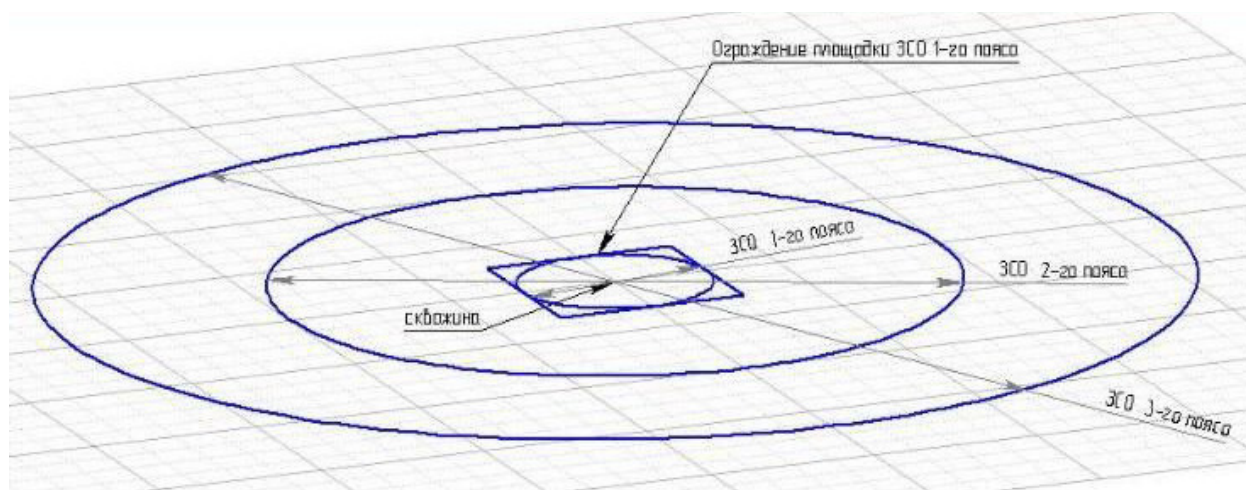 Ограждение площадки ЗСО 1-го пояса
ЗСО 1-го пояса
ЗСО 2-го пояса
скважина
ЗСО 3-го пояса